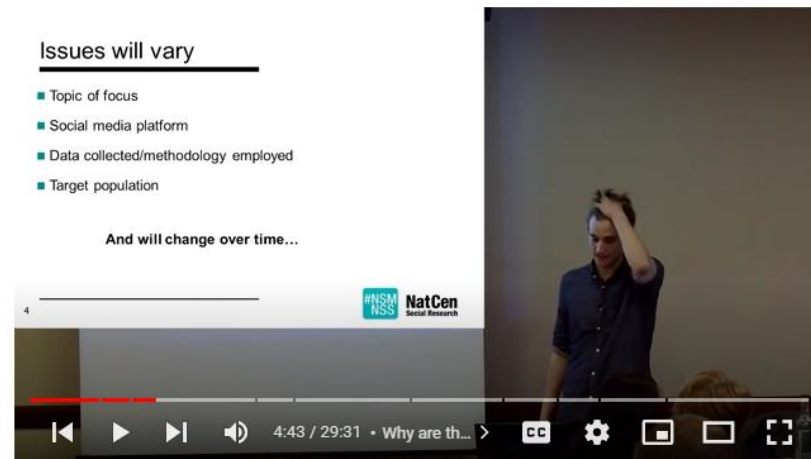 Issues will vary
Topic of focus
Social media platform
Data collected/methodology employed
Target population
And will change over time...
4
#NSM
NSS
NatCen
Social Research
4:43 / 29:31 • Why are th...
CC